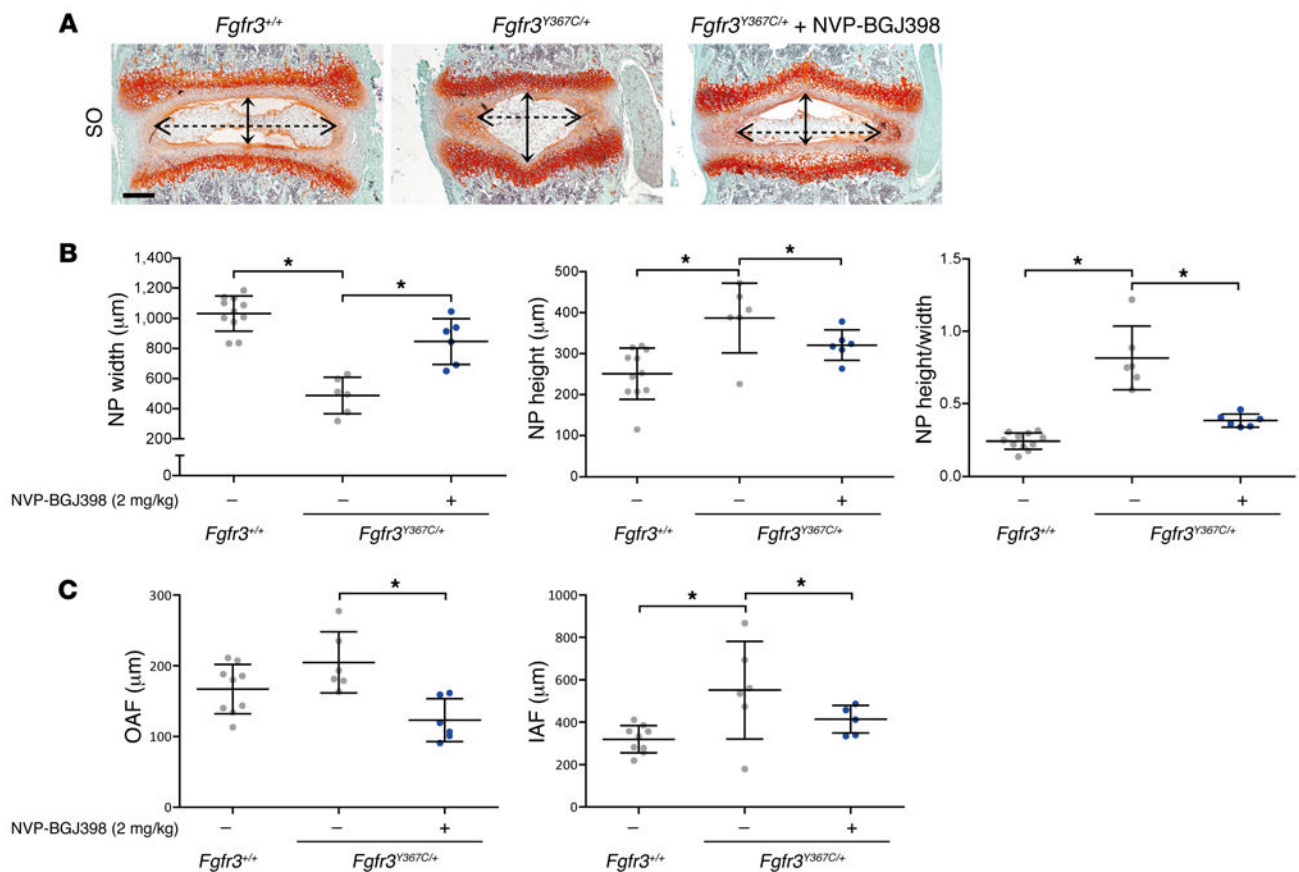 A
Fgfr3+/+
Fgfr3Y367C/+
Fgfr3Y367C/+ + NVP-BGJ398
SO
B
NP width (μm)
1,400
1,200
1,000
800
600
400
200
0
*
*
NP height (μm)
500
400
300
200
100
0
*
*
NP height/width
1.5
1.0
0.5
0.0
*
*
NVP-BGJ398 (2 mg/kg)
– – +
– – +
– – +
Fgfr3+/+
Fgfr3Y367C/+
Fgfr3+/+
Fgfr3Y367C/+
Fgfr3+/+
Fgfr3Y367C/+
C
OAF (μm)
300
200
100
0
*
IAF (μm)
1000
800
600
400
200
0
*
*
NVP-BGJ398 (2 mg/kg)
– – +
– – +
Fgfr3+/+
Fgfr3Y367C/+
Fgfr3+/+
Fgfr3Y367C/+